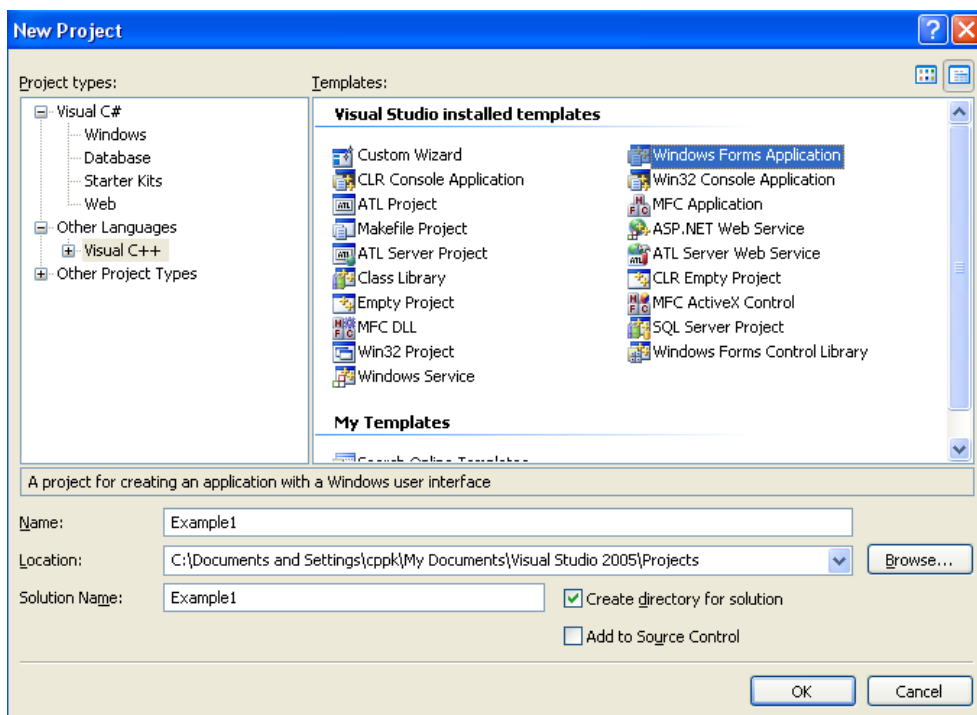 New Project
Project types:
Templates:
Visual C#
Windows
Database
Starter Kits
Web
Other Languages
Visual C++
Other Project Types
Visual Studio installed templates
Custom Wizard
Windows Forms Application
CLR Console Application
Win32 Console Application
ATL Project
MFC Application
Makefile Project
ASP.NET Web Service
ATL Server Project
ATL Server Web Service
Class Library
CLR Empty Project
Empty Project
MFC ActiveX Control
MFC DLL
SQL Server Project
Win32 Project
Windows Forms Control Library
Windows Service
My Templates
Search Online Templates
A project for creating an application with a Windows user interface
Name:
Example1
Location:
C:\Documents and Settings\cppk\My Documents\Visual Studio 2005\Projects
Browse...
Solution Name:
Example1
Create directory for solution
Add to Source Control
OK
Cancel